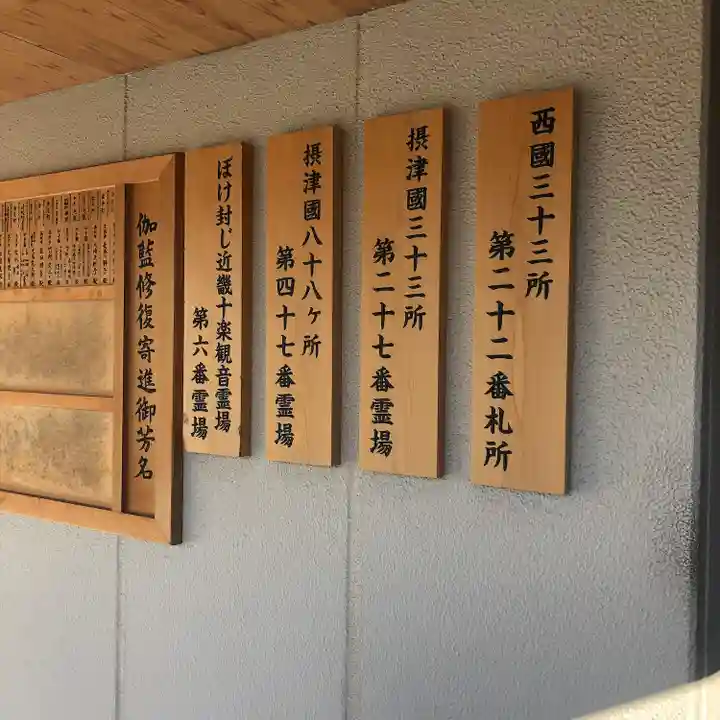 西國三十三所
第二十二番札所
摂津國三十三所
第二十七番霊場
摂津國八十八ヶ所
第四十七番霊場
ぼけ封じ近畿十楽観音霊場
第六番霊場
伽藍修復寄進御芳名